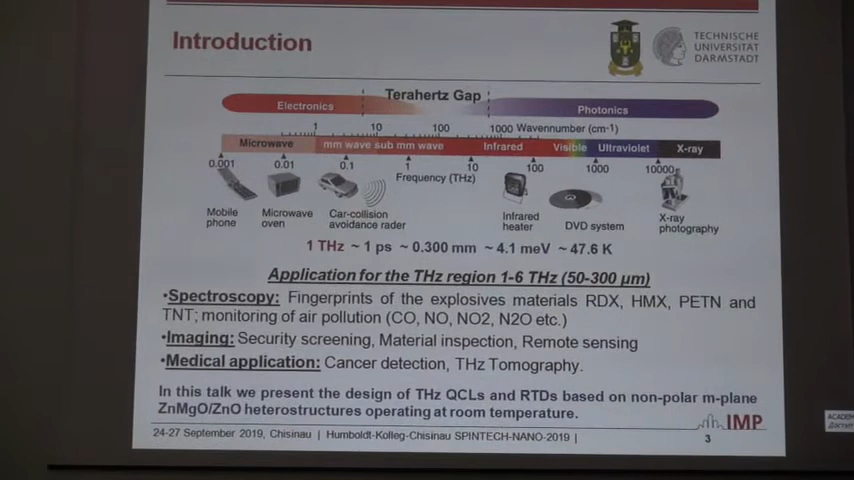 Introduction
TECHNISCHE
UNIVERSITÄT
DARMSTADT
Terahertz Gap
Electronics
Photonics
1 10 100 1000 Wavennumber (cm-1)
Microwave mm wave sub mm wave Infrared Visible Ultraviolet X-ray
0.001 0.01 0.1 1 10 100 1000 10000
Frequency (THz)
Mobile phone
Microwave oven
Car-collision avoidance rader
Infrared heater
DVD system
X-ray photography
1 THz ~ 1 ps ~ 0.300 mm ~ 4.1 meV ~ 47.6 K
Application for the THz region 1-6 THz (50-300 µm)
•Spectroscopy: Fingerprints of the explosives materials RDX, HMX, PETN and
TNT; monitoring of air pollution (CO, NO, NO2, N2O etc.)
•Imaging: Security screening, Material inspection, Remote sensing
•Medical application: Cancer detection, THz Tomography.
In this talk we present the design of THz QCLs and RTDs based on non-polar m-plane
ZnMgO/ZnO heterostructures operating at room temperature.
24-27 September 2019, Chisinau | Humboldt-Kolleg-Chisinau SPINTECH-NANO-2019 |
3
IMP